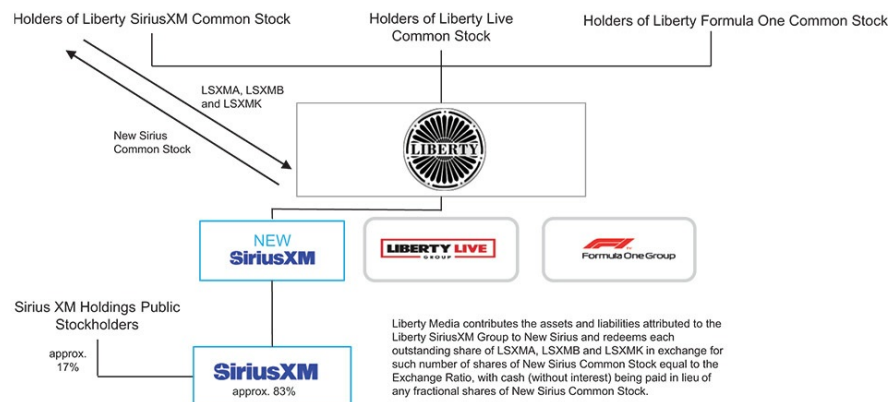 Holders of Liberty SiriusXM Common Stock
Holders of Liberty Live
Common Stock
Holders of Liberty Formula One Common Stock
LSXMA, LSXMB
and LSXMK
New Sirius
Common Stock
LIBERTY
NEW
SiriusXM
LIBERTY LIVE
GROUP
F1
Formula One Group
Sirius XM Holdings Public
Stockholders
approx.
17%
SiriusXM
approx. 83%
Liberty Media contributes the assets and liabilities attributed to the
Liberty SiriusXM Group to New Sirius and redeems each
outstanding share of LSXMA, LSXMB and LSXMK in exchange for
such number of shares of New Sirius Common Stock equal to the
Exchange Ratio, with cash (without interest) being paid in lieu of
any fractional shares of New Sirius Common Stock.